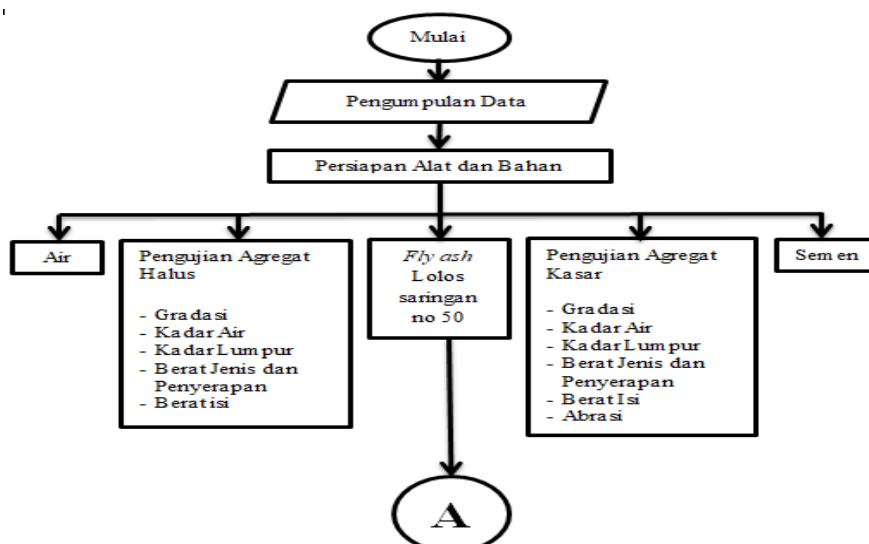 Mulai
Pengumpulan Data
Persiapan Alat dan Bahan
Air
Pengujian Agregat
Halus
- Gradasi
- Kadar Air
- Kadar Lumpur
- Berat Jenis dan
Penyerapan
- Berat isi
Fly ash
Lolos
saringan
no 50
Pengujian Agregat
Kasar
- Gradasi
- Kadar Air
- Kadar Lumpur
- Berat Jenis dan
Penyerapan
- Berat Isi
- Abrasi
Semen
A